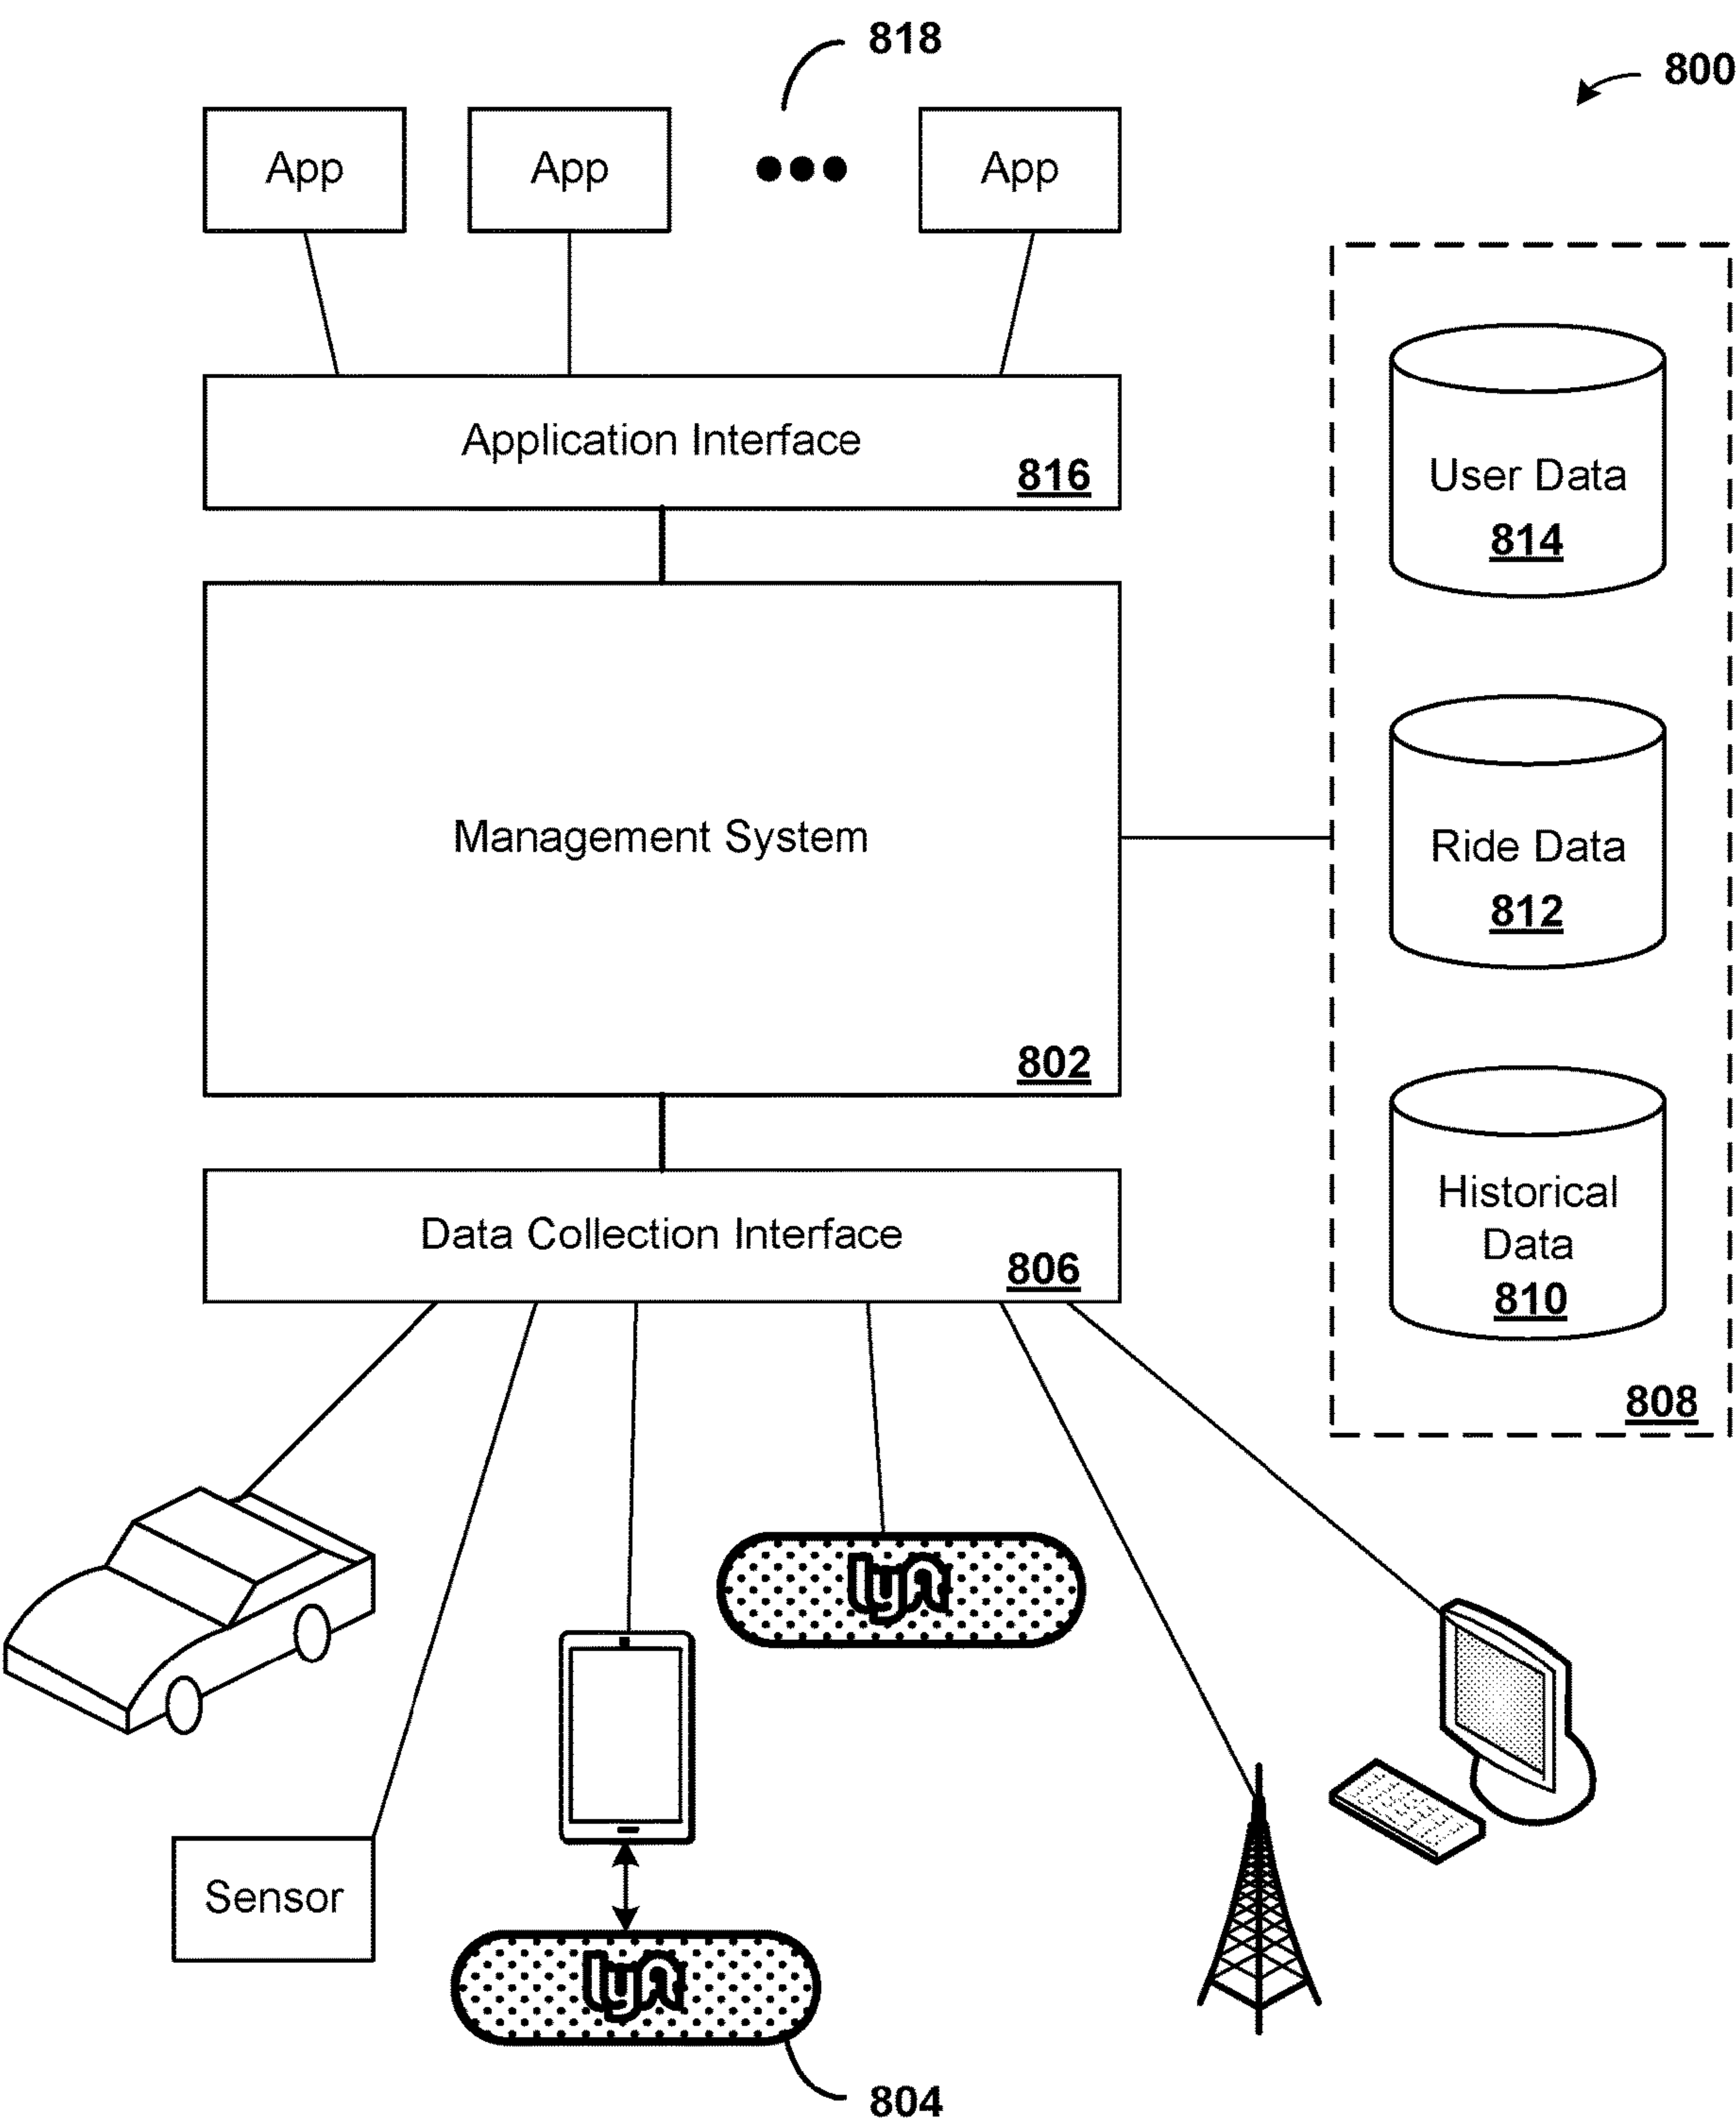 818
800
App
App
App
Application Interface
816
User Data
814
Management System
802
Ride Data
812
Data Collection Interface
806
Historical
Data
810
808
lyft
Sensor
lyft
804